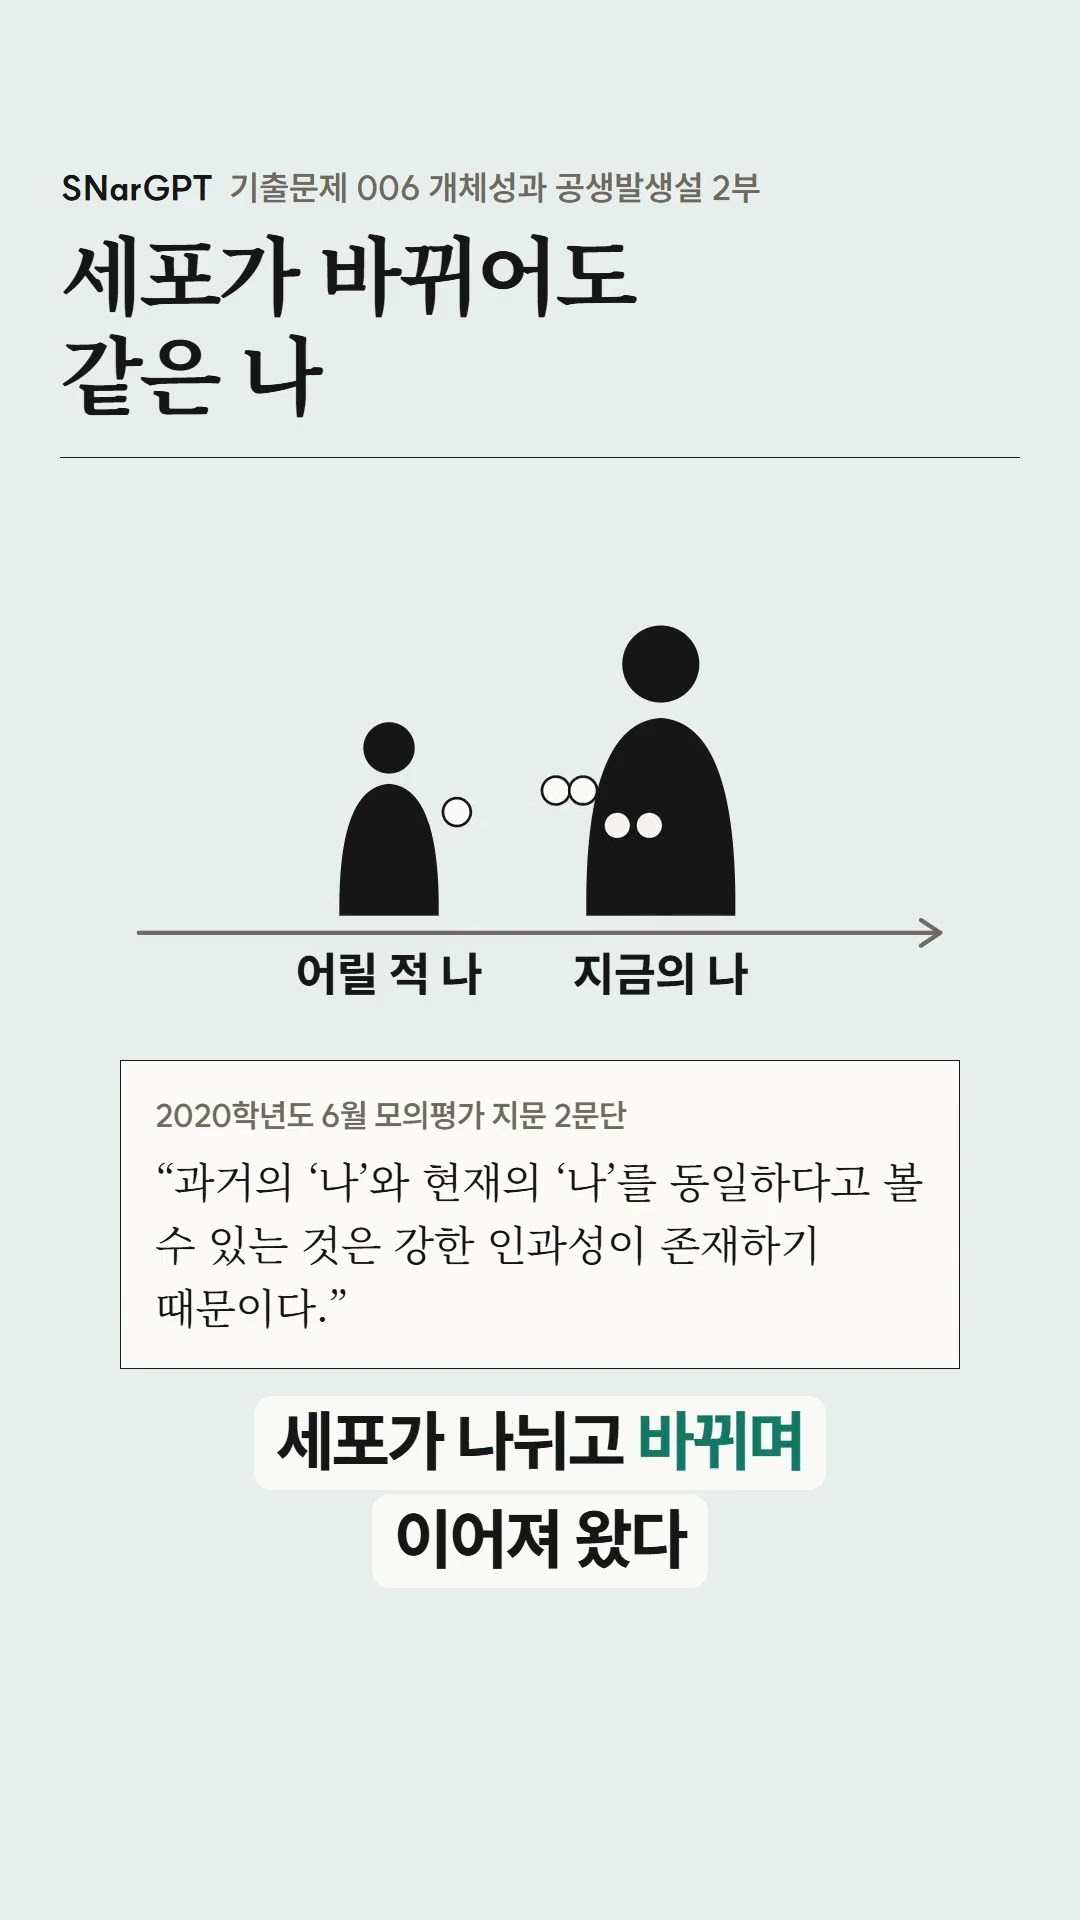 SNarGPT 기출문제 006 개체성과 공생발생설 2부
세포가 바뀌어도
같은 나
어릴 적 나
지금의 나
2020학년도 6월 모의평가 지문 2문단
“과거의 ‘나’와 현재의 ‘나’를 동일하다고 볼
수 있는 것은 강한 인과성이 존재하기
때문이다.”
세포가 나뉘고 바뀌며
이어져 왔다